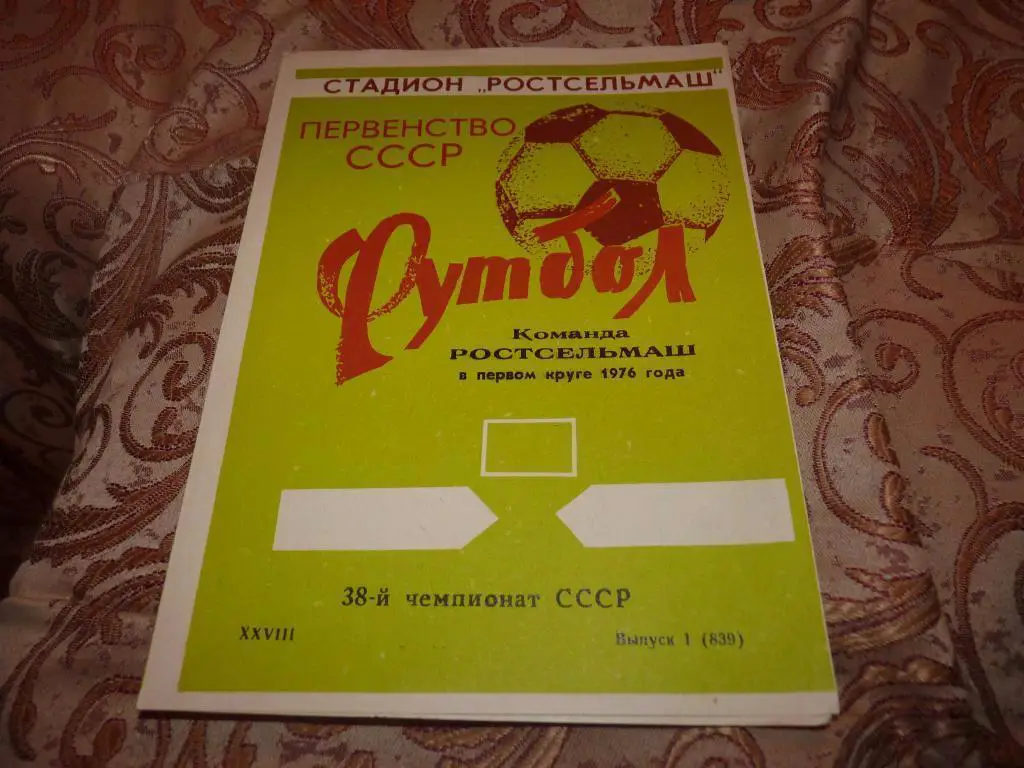 СТАДИОН „РОСТСЕЛЬМАШ"
ПЕРВЕНСТВО
СССР
Футбол
Команда
РОСТСЕЛЬМАШ
в первом круге 1976 года
38-й чемпионат СССР
XXVIII
Выпуск 1 (839)